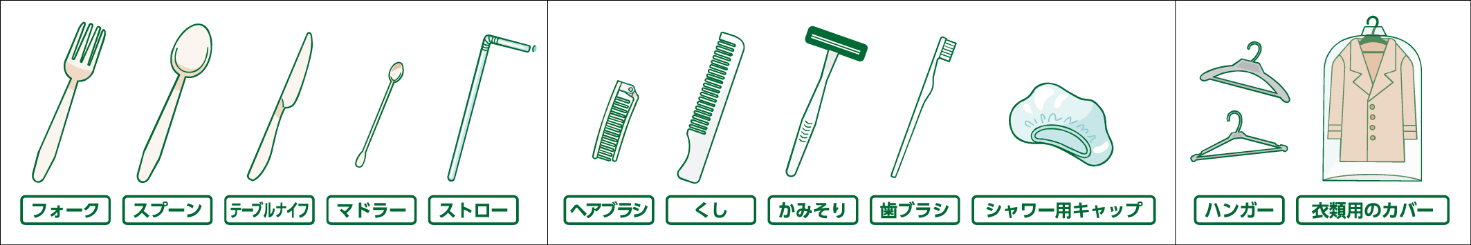 フォーク
スプーン
テーブルナイフ
マドラー
ストロー
ヘアブラシ
くし
かみそり
歯ブラシ
シャワー用キャップ
ハンガー
衣類用のカバー